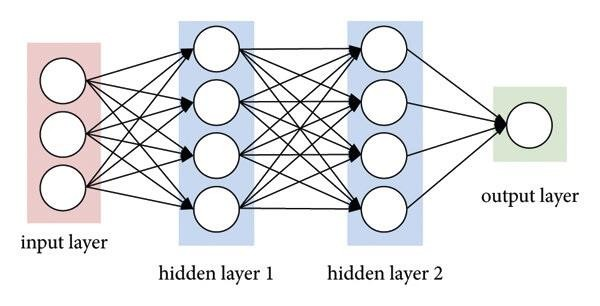 input layer
hidden layer 1
hidden layer 2
output layer